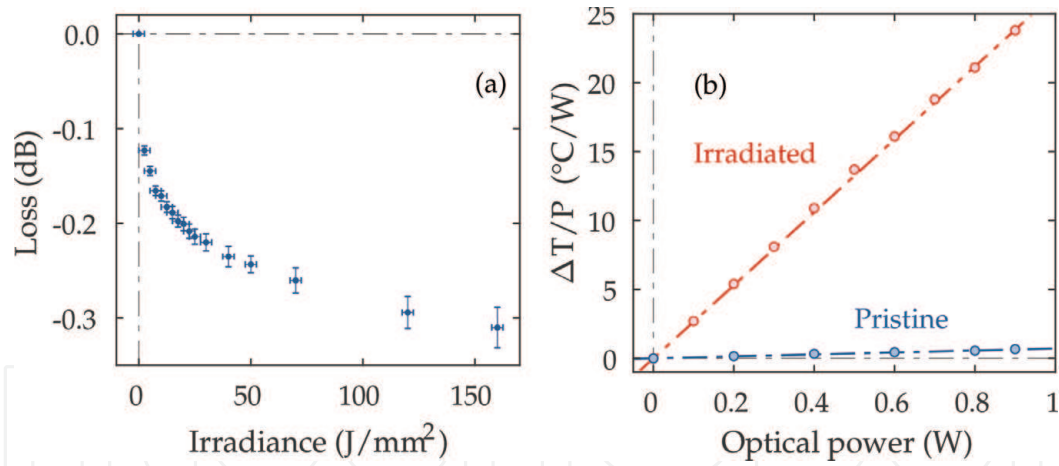 0.0
-0.1
-0.2
-0.3
Loss (dB)
(a)
0
50
100
150
Irradiance (J/mm²)
25
20
15
10
5
0
ΔT/P (°C/W)
(b)
Irradiated
Pristine
0
0.2
0.4
0.6
0.8
1
Optical power (W)